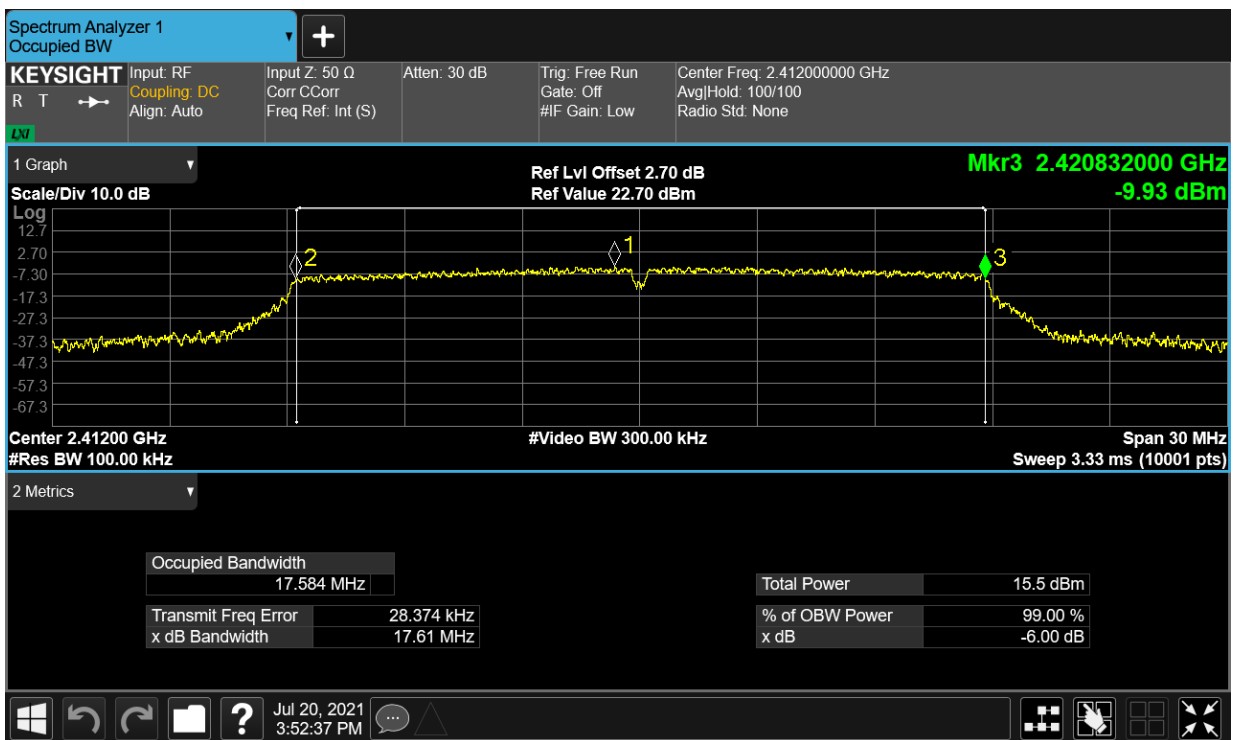 Spectrum Analyzer 1
Occupied BW
+
KEYSIGHT
R T
LXI
Input: RF
Coupling: DC
Align: Auto
Input Z: 50 Ω
Corr CCorr
Freq Ref: Int (S)
Atten: 30 dB
Trig: Free Run
Gate: Off
#IF Gain: Low
Center Freq: 2.412000000 GHz
Avg|Hold: 100/100
Radio Std: None
1 Graph
Scale/Div 10.0 dB
Ref Lvl Offset 2.70 dB
Ref Value 22.70 dBm
Mkr3 2.420832000 GHz
-9.93 dBm
Log
12.7
2.70
-7.30
-17.3
-27.3
-37.3
-47.3
-57.3
-67.3
2
1
3
Center 2.41200 GHz
#Res BW 100.00 kHz
#Video BW 300.00 kHz
Span 30 MHz
Sweep 3.33 ms (10001 pts)
2 Metrics
Occupied Bandwidth
17.584 MHz
Transmit Freq Error 28.374 kHz
x dB Bandwidth 17.61 MHz
Total Power 15.5 dBm
% of OBW Power 99.00 %
x dB -6.00 dB
?
Jul 20, 2021
3:52:37 PM